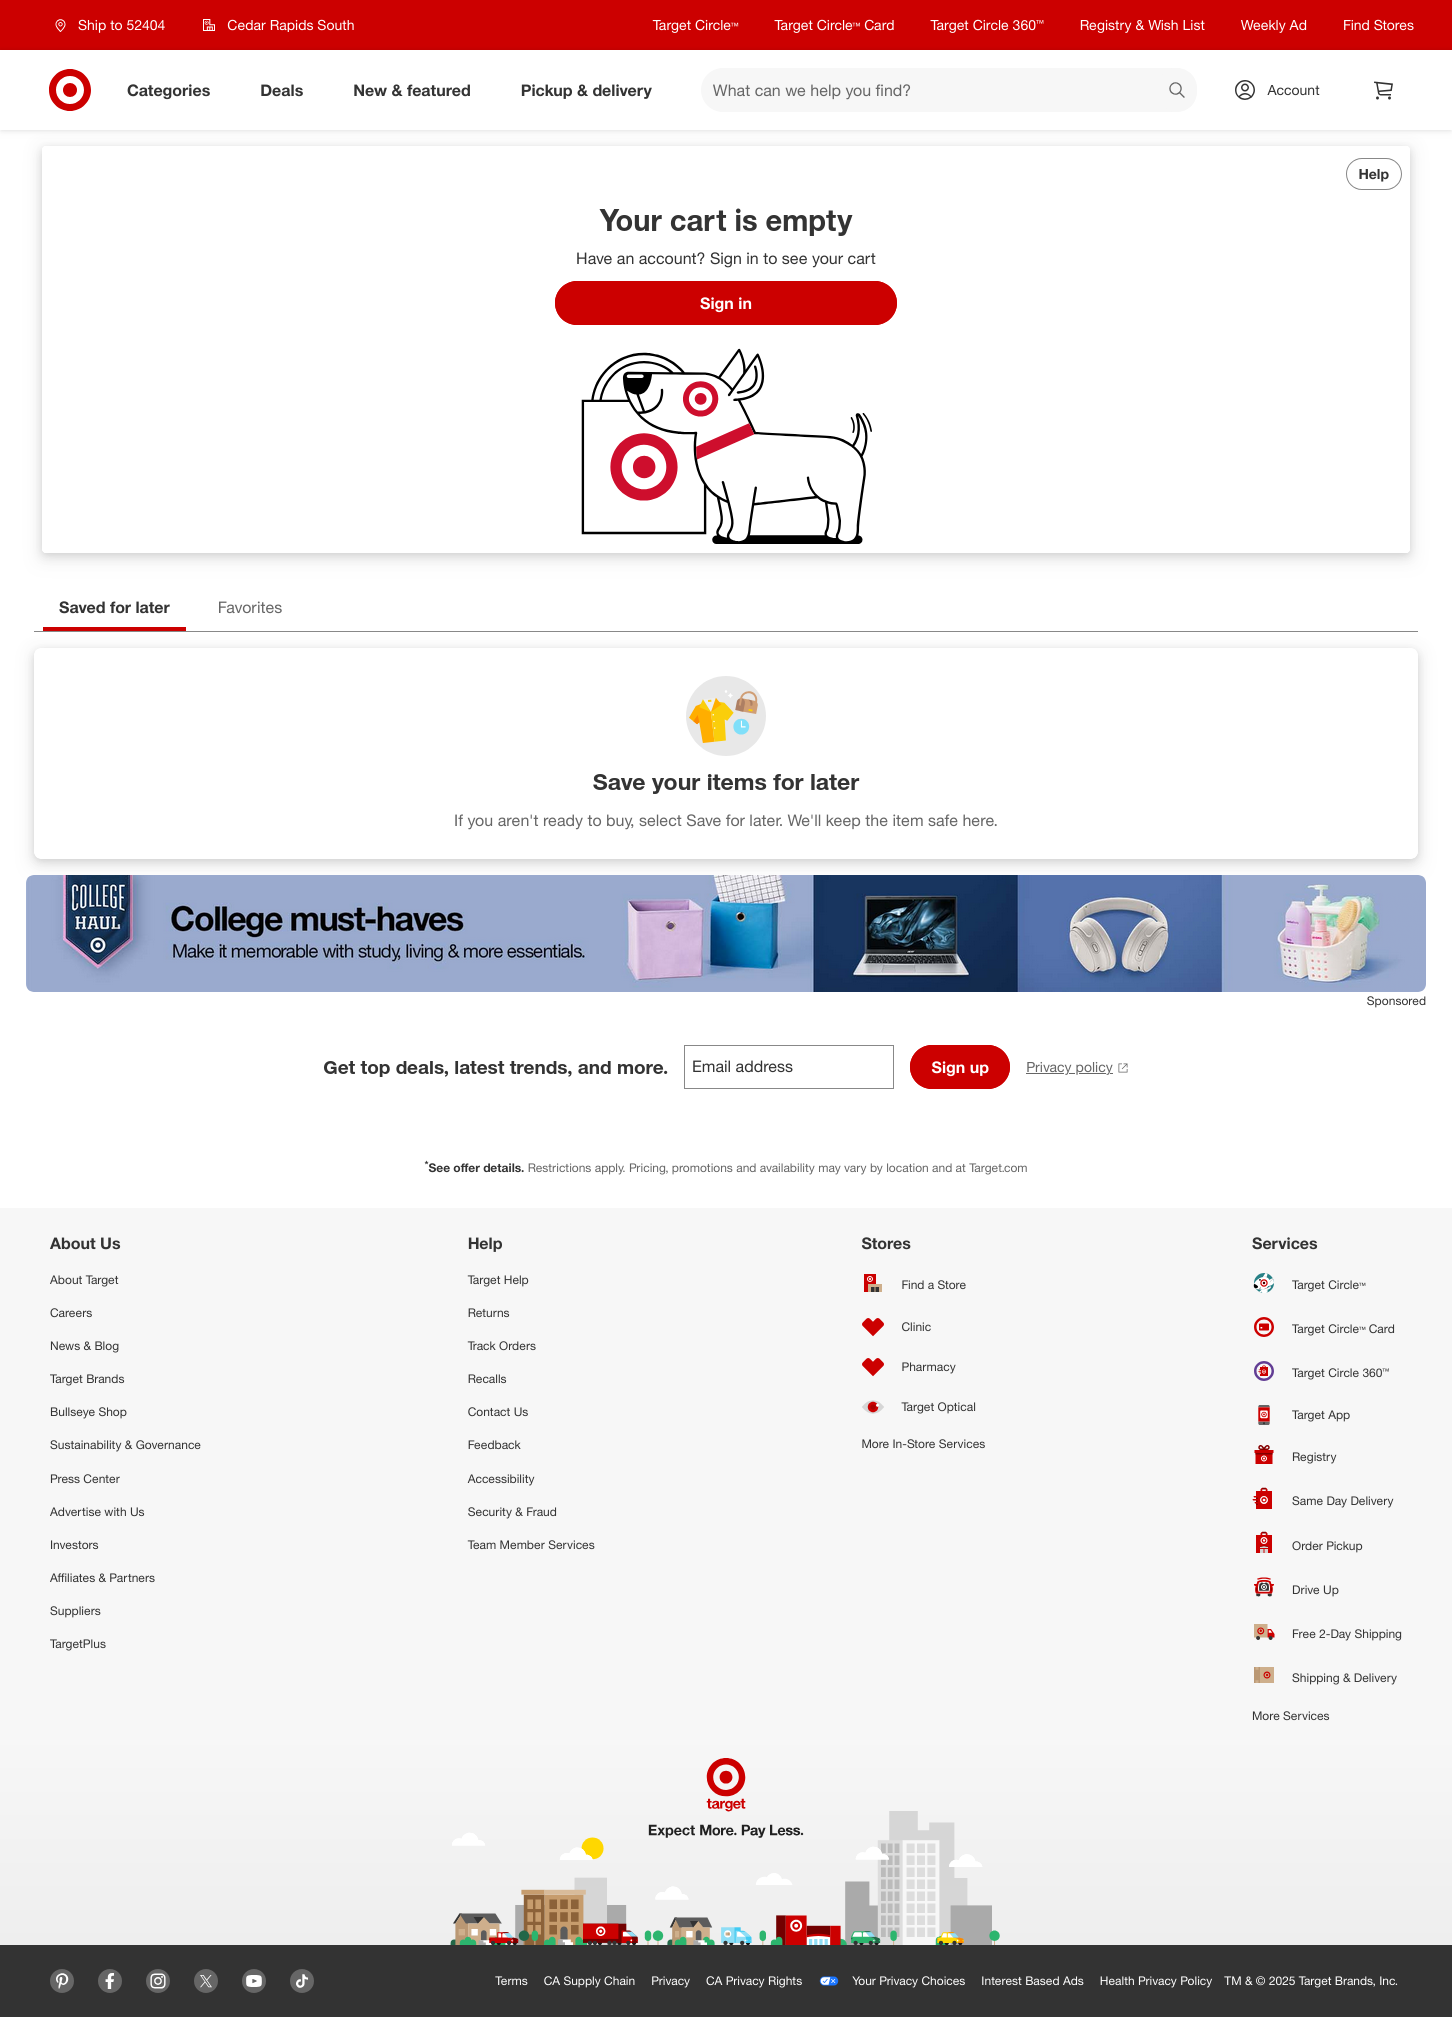 Ship to 52404
Cedar Rapids South
Target Circle™
Target Circle™ Card
Target Circle 360™
Registry & Wish List
Weekly Ad
Find Stores
Categories
Deals
New & featured
Pickup & delivery
What can we help you find?
Account
Help
Your cart is empty
Have an account? Sign in to see your cart
Sign in
Saved for later
Favorites
Save your items for later
If you aren't ready to buy, select Save for later. We'll keep the item safe here.
COLLEGE
HAUL
College must-haves
Make it memorable with study, living & more essentials.
Sponsored
Get top deals, latest trends, and more.
Email address
Sign up
Privacy policy
*See offer details. Restrictions apply. Pricing, promotions and availability may vary by location and at Target.com
About Us
About Target
Careers
News & Blog
Target Brands
Bullseye Shop
Sustainability & Governance
Press Center
Advertise with Us
Investors
Affiliates & Partners
Suppliers
TargetPlus
Help
Target Help
Returns
Track Orders
Recalls
Contact Us
Feedback
Accessibility
Security & Fraud
Team Member Services
Stores
Find a Store
Clinic
Pharmacy
Target Optical
More In-Store Services
Services
Target Circle™
Target Circle™ Card
Target Circle 360™
Target App
Registry
Same Day Delivery
Order Pickup
Drive Up
Free 2-Day Shipping
Shipping & Delivery
More Services
target
Expect More. Pay Less.
Terms
CA Supply Chain
Privacy
CA Privacy Rights
Your Privacy Choices
Interest Based Ads
Health Privacy Policy
TM & © 2025 Target Brands, Inc.